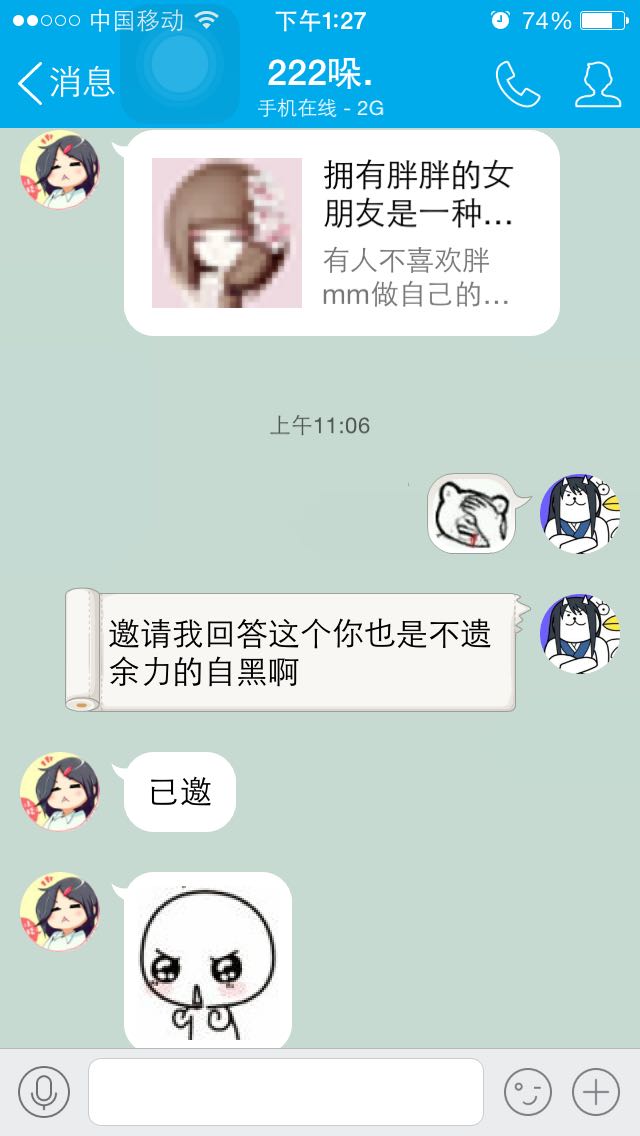 中国移动 下午1:27 74%
消息 222哚.
手机在线 - 2G
拥有胖胖的女
朋友是一种...
有人不喜欢胖
mm做自己的...
上午11:06
邀请我回答这个你也是不遗
余力的自黑啊
已邀